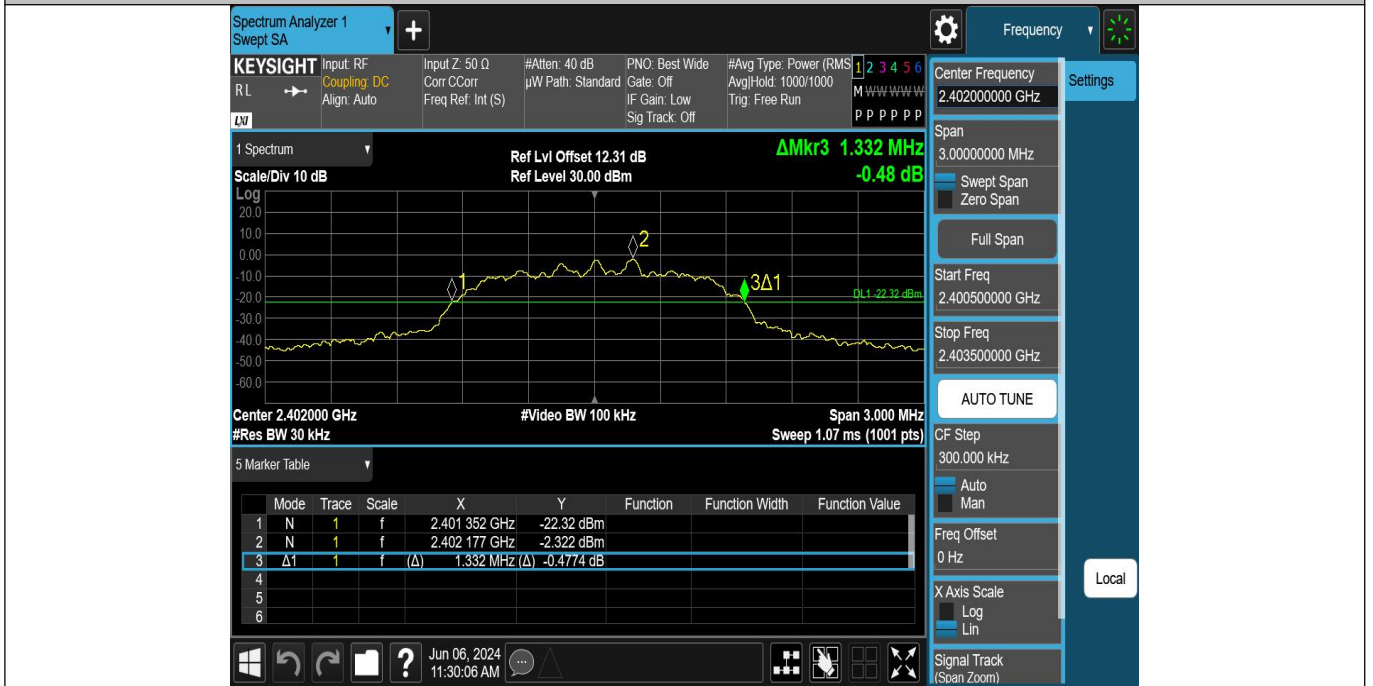 Spectrum Analyzer 1
Swept SA
+
Frequency
KEYSIGHT
RL
LXI
Input: RF
Coupling: DC
Align: Auto
Input Z: 50 Ω
Corr CCorr
Freq Ref: Int (S)
#Atten: 40 dB
µW Path: Standard
PNO: Best Wide
Gate: Off
IF Gain: Low
Sig Track: Off
#Avg Type: Power (RMS
Avg|Hold: 1000/1000
Trig: Free Run
1 2 3 4 5 6
M W W W W W
P P P P P P
1 Spectrum
Scale/Div 10 dB
Ref Lvl Offset 12.31 dB
Ref Level 30.00 dBm
ΔMkr3 1.332 MHz
-0.48 dB
Log
20.0
10.0
0.00
-10.0
-20.0
-30.0
-40.0
-50.0
-60.0
1
2
3Δ1
DL1 -22.32 dBm
Center 2.402000 GHz
#Video BW 100 kHz
Span 3.000 MHz
#Res BW 30 kHz
Sweep 1.07 ms (1001 pts)
5 Marker Table
Mode Trace Scale X Y Function Function Width Function Value
1 N 1 f 2.401 352 GHz -22.32 dBm
2 N 1 f 2.402 177 GHz -2.322 dBm
3 Δ1 1 f (Δ) 1.332 MHz (Δ) -0.4774 dB
4
5
6
?
Jun 06, 2024
11:30:06 AM
Center Frequency
2.402000000 GHz
Settings
Span
3.00000000 MHz
Swept Span
Zero Span
Full Span
Start Freq
2.400500000 GHz
Stop Freq
2.403500000 GHz
AUTO TUNE
CF Step
300.000 kHz
Auto
Man
Freq Offset
0 Hz
X Axis Scale
Log
Lin
Local
Signal Track
(Span Zoom)